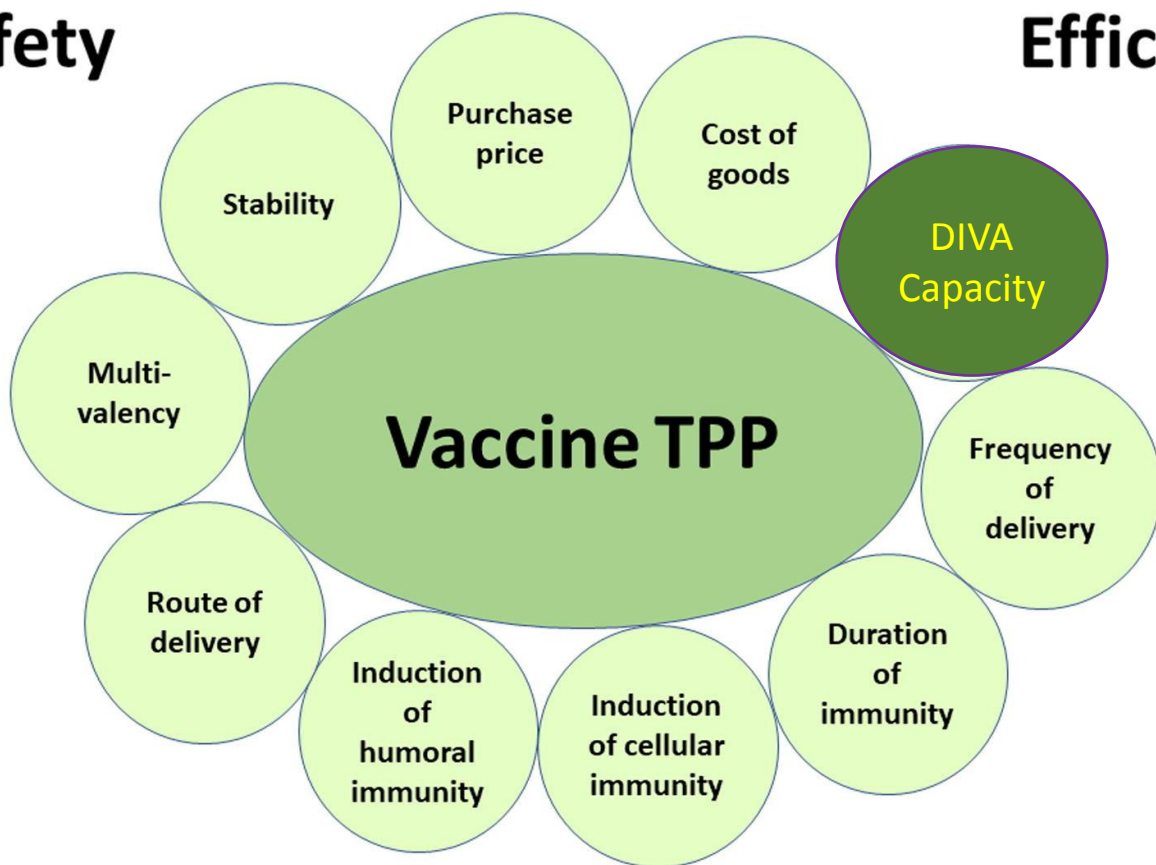 fety
Effic
Purchase
price
Cost of
goods
Stability
DIVA
Capacity
Multi-
valency
Vaccine TPP
Frequency
of
delivery
Route of
delivery
Duration
of
immunity
Induction
of
humoral
immunity
Induction
of cellular
immunity